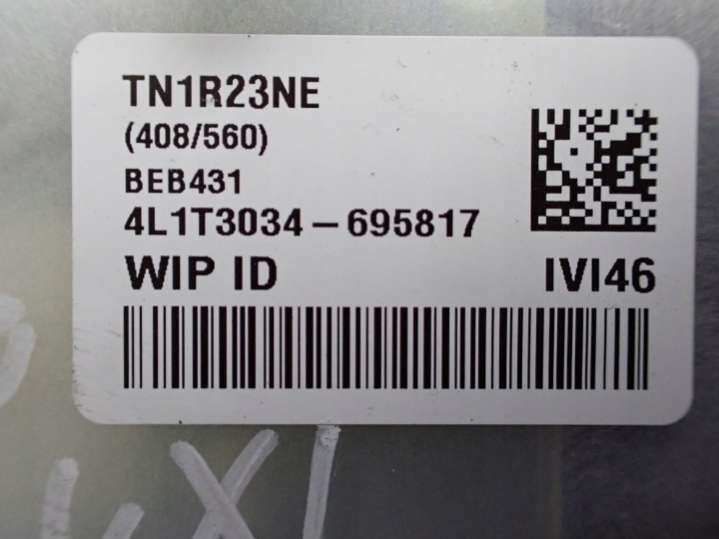 TN1R23NE
(408/560)
BEB431
4L1T3034-695817
WIP ID IVI46